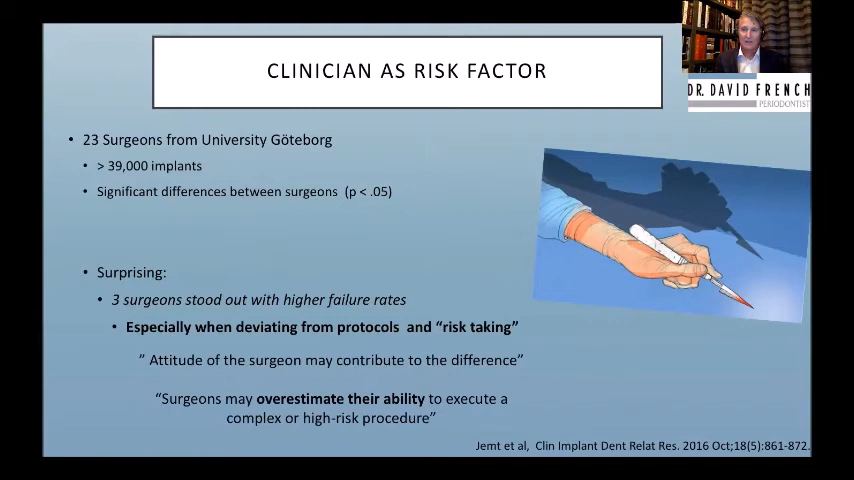 CLINICIAN AS RISK FACTOR
DR. DAVID FRENCH
PERIODONTIST
• 23 Surgeons from University Göteborg
• > 39,000 implants
• Significant differences between surgeons (p < .05)
• Surprising:
• 3 surgeons stood out with higher failure rates
• Especially when deviating from protocols and “risk taking”
” Attitude of the surgeon may contribute to the difference”
“Surgeons may overestimate their ability to execute a
complex or high-risk procedure”
Jemt et al, Clin Implant Dent Relat Res. 2016 Oct;18(5):861-872.